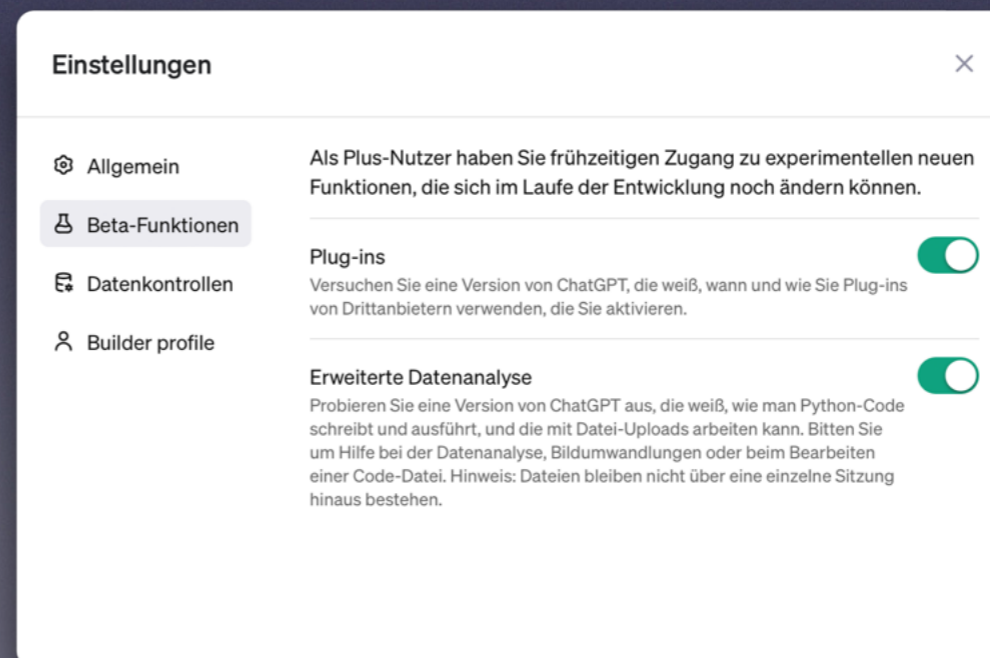 Einstellungen
Allgemein
Beta-Funktionen
Datenkontrollen
Builder profile
Als Plus-Nutzer haben Sie frühzeitigen Zugang zu experimentellen neuen
Funktionen, die sich im Laufe der Entwicklung noch ändern können.
Plug-ins
Versuchen Sie eine Version von ChatGPT, die weiß, wann und wie Sie Plug-ins
von Drittanbietern verwenden, die Sie aktivieren.
Erweiterte Datenanalyse
Probieren Sie eine Version von ChatGPT aus, die weiß, wie man Python-Code
schreibt und ausführt, und die mit Datei-Uploads arbeiten kann. Bitten Sie
um Hilfe bei der Datenanalyse, Bildumwandlungen oder beim Bearbeiten
einer Code-Datei. Hinweis: Dateien bleiben nicht über eine einzelne Sitzung
hinaus bestehen.